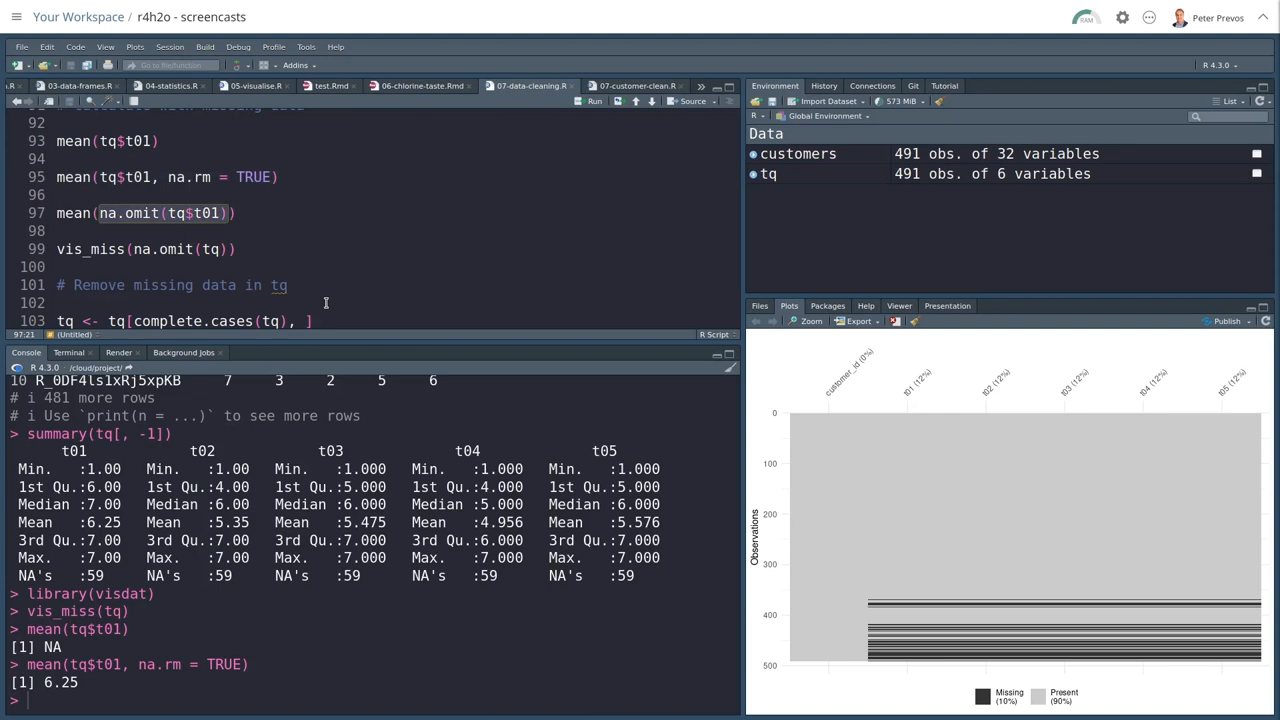 Your Workspace / r4h2o - screencasts
RAM
Peter Prevos
File Edit Code View Plots Session Build Debug Profile Tools Help
Go to file/function
Addins
R 4.3.0
03-data-frames.R
04-statistics.R
05-visualise.R
test.Rmd
06-chlorine-taste.Rmd
07-data-cleaning.R
07-customer-clean.R
Run
Source
92
93 mean(tq$t01)
94
95 mean(tq$t01, na.rm = TRUE)
96
97 mean(na.omit(tq$t01))
98
99 vis_miss(na.omit(tq))
100
101 # Remove missing data in tq
102
103 tq <- tq[complete.cases(tq), ]
97:21 (Untitled) R Script
Console Terminal Render Background Jobs
R 4.3.0 · /cloud/project/
10 R_0DF4ls1xRj5xpKB 7 3 2 5 6
# i 481 more rows
# i Use `print(n = ...)` to see more rows
> summary(tq[, -1])
t01 t02 t03 t04 t05
Min. :1.00 Min. :1.00 Min. :1.000 Min. :1.000 Min. :1.000
1st Qu.:6.00 1st Qu.:4.00 1st Qu.:5.000 1st Qu.:4.000 1st Qu.:5.000
Median :7.00 Median :6.00 Median :6.000 Median :5.000 Median :6.000
Mean :6.25 Mean :5.35 Mean :5.475 Mean :4.956 Mean :5.576
3rd Qu.:7.00 3rd Qu.:7.00 3rd Qu.:7.000 3rd Qu.:6.000 3rd Qu.:7.000
Max. :7.00 Max. :7.00 Max. :7.000 Max. :7.000 Max. :7.000
NA's :59 NA's :59 NA's :59 NA's :59 NA's :59
> library(visdat)
> vis_miss(tq)
> mean(tq$t01)
[1] NA
> mean(tq$t01, na.rm = TRUE)
[1] 6.25
>
Environment History Connections Git Tutorial
Import Dataset 573 MiB List
R Global Environment
Data
customers 491 obs. of 32 variables
tq 491 obs. of 6 variables
Files Plots Packages Help Viewer Presentation
Zoom Export Publish
customer_id (0%)
t01 (12%)
t02 (12%)
t03 (12%)
t04 (12%)
t05 (12%)
0
100
200
300
400
500
Observations
Missing (10%)
Present (90%)